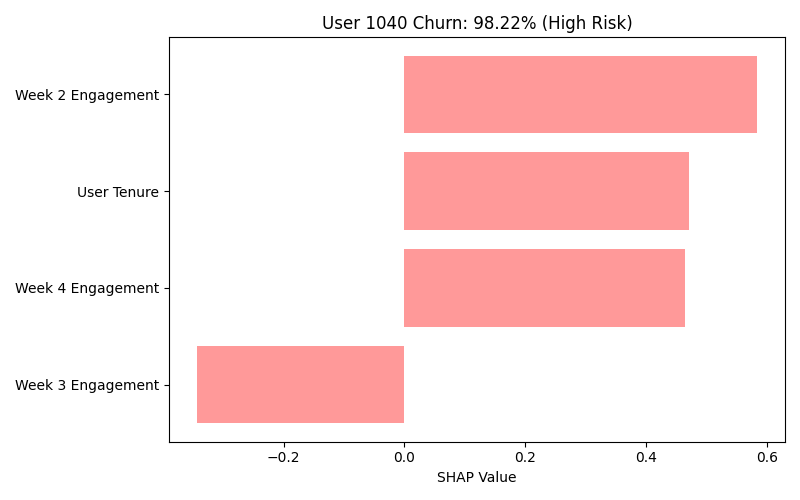 User 1040 Churn: 98.22% (High Risk)
Week 2 Engagement
User Tenure
Week 4 Engagement
Week 3 Engagement
−0.2 0.0 0.2 0.4 0.6
SHAP Value